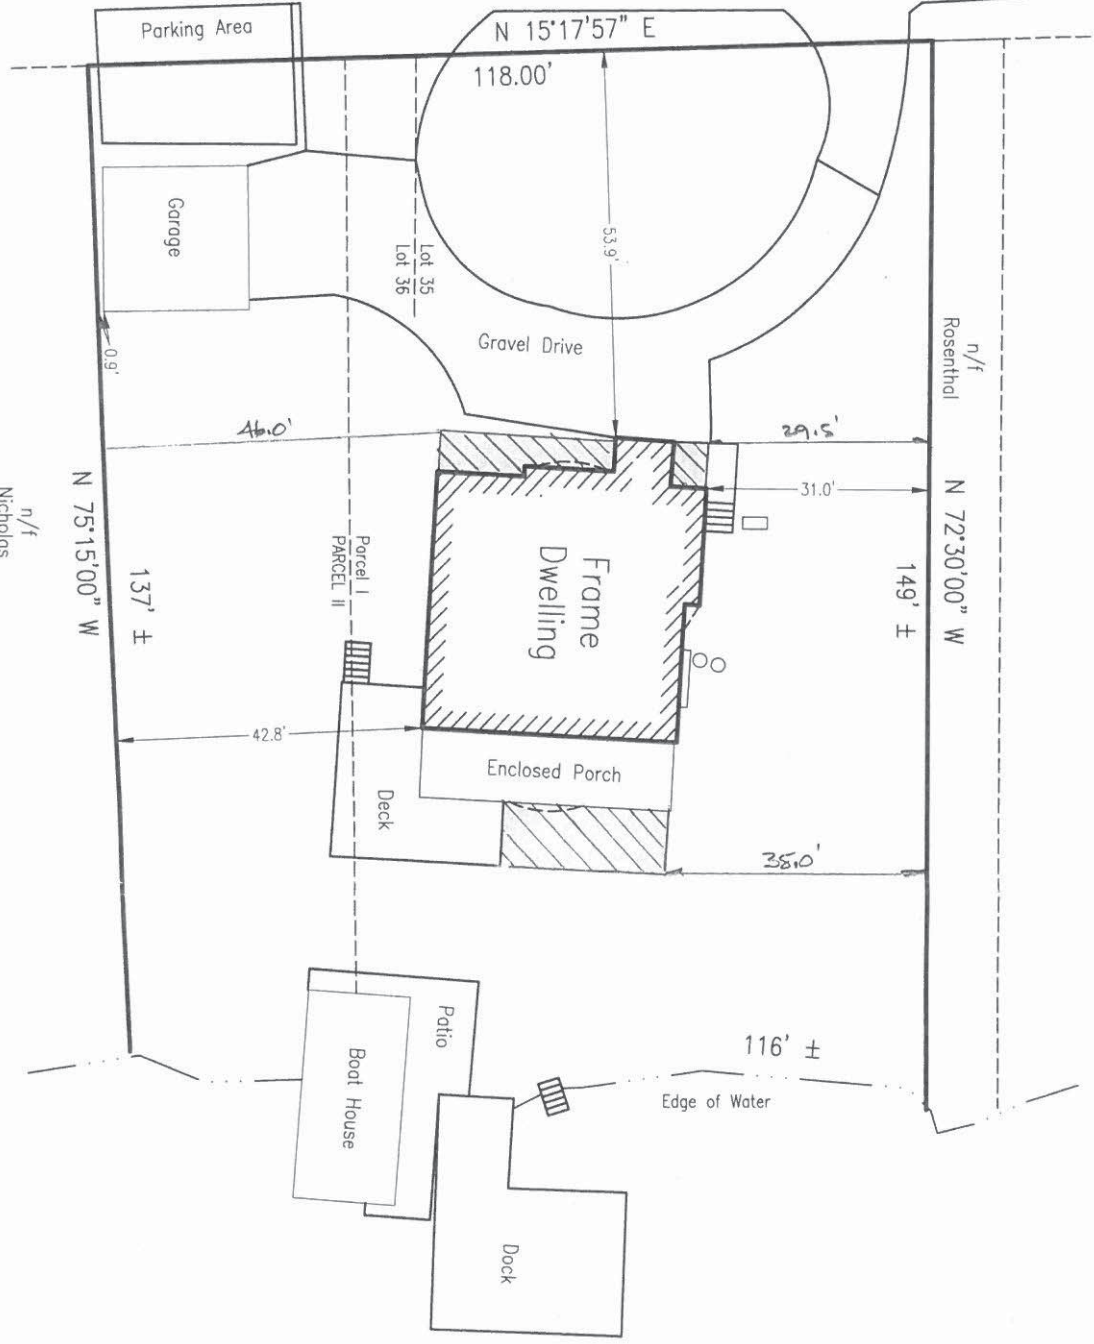 Parking Area
N 15°17'57" E
118.00'
Garage
Lot 35
Lot 36
53.9'
Gravel Drive
n/f
Rosenthal
0.9'
46.0'
29.5'
31.0'
N 72°30'00" W
149' ±
n/f
Nicholas
N 75°15'00" W
137' ±
Parcel I
PARCEL II
Frame
Dwelling
42.8'
Enclosed Porch
Deck
35.0'
Patio
Boat House
116' ±
Edge of Water
Dock